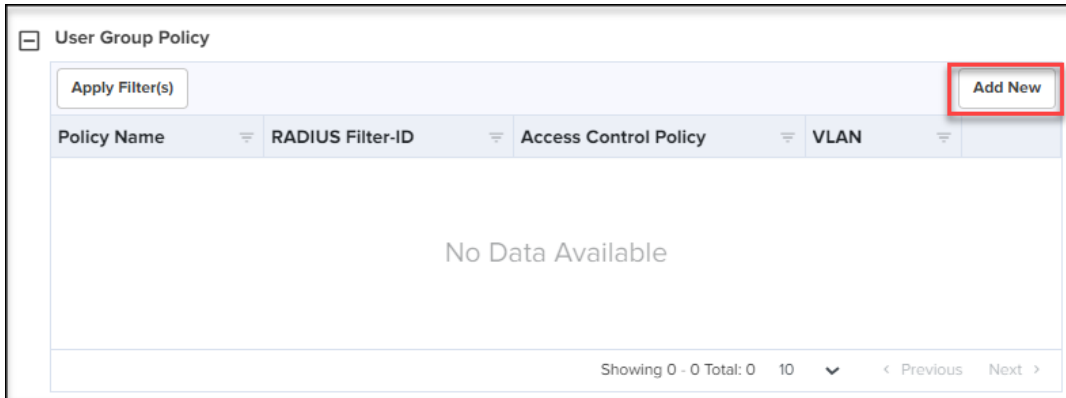 User Group Policy
Apply Filter(s) Add New
Policy Name RADIUS Filter-ID Access Control Policy VLAN
No Data Available
Showing 0 - 0 Total: 0 10 < Previous Next >